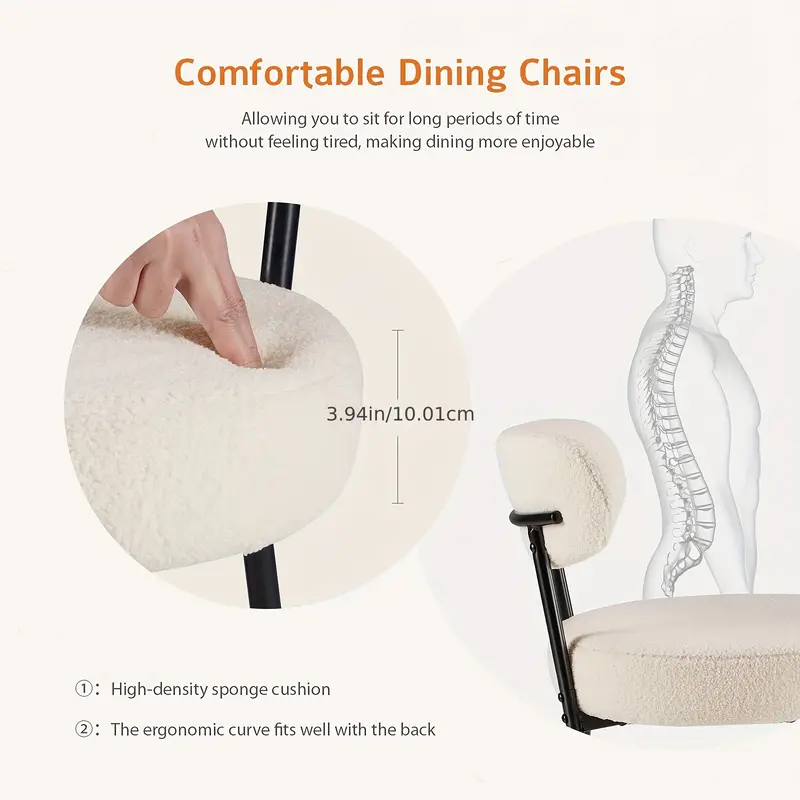 Comfortable Dining Chairs
Allowing you to sit for long periods of time
without feeling tired, making dining more enjoyable
3.94in/10.01cm
①: High-density sponge cushion
②: The ergonomic curve fits well with the back